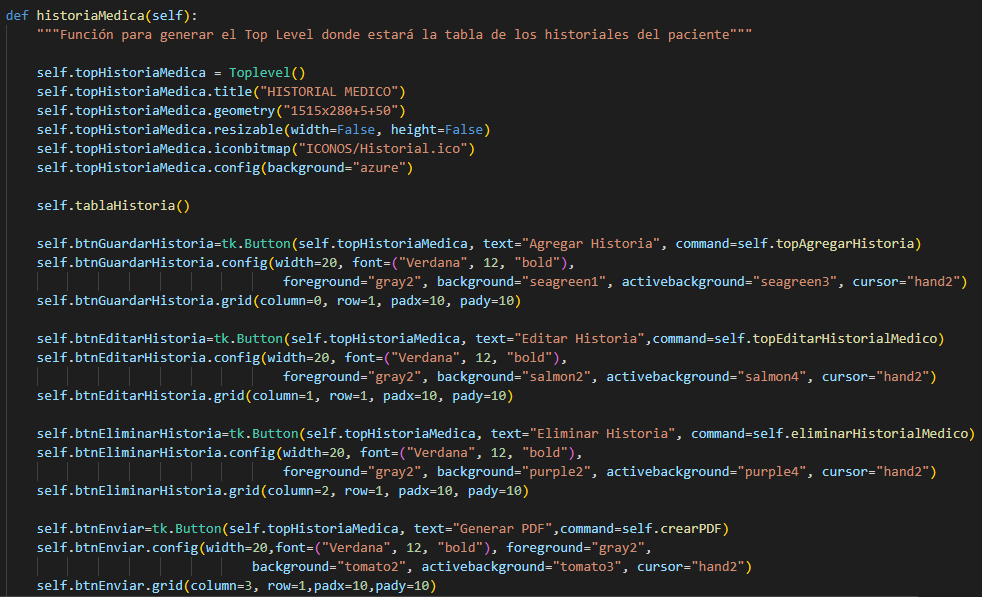 def historiaMedica(self):
"""Función para generar el Top Level donde estará la tabla de los historiales del paciente"""
self.topHistoriaMedica = Toplevel()
self.topHistoriaMedica.title("HISTORIAL MEDICO")
self.topHistoriaMedica.geometry("1515x280+5+50")
self.topHistoriaMedica.resizable(width=False, height=False)
self.topHistoriaMedica.iconbitmap("ICONOS/Historial.ico")
self.topHistoriaMedica.config(background="azure")
self.tablaHistoria()
self.btnGuardarHistoria=tk.Button(self.topHistoriaMedica, text="Agregar Historia", command=self.topAgregarHistoria)
self.btnGuardarHistoria.config(width=20, font=("Verdana", 12, "bold"),
foreground="gray2", background="seagreen1", activebackground="seagreen3", cursor="hand2")
self.btnGuardarHistoria.grid(column=0, row=1, padx=10, pady=10)
self.btnEditarHistoria=tk.Button(self.topHistoriaMedica, text="Editar Historia",command=self.topEditarHistorialMedico)
self.btnEditarHistoria.config(width=20, font=("Verdana", 12, "bold"),
foreground="gray2", background="salmon2", activebackground="salmon4", cursor="hand2")
self.btnEditarHistoria.grid(column=1, row=1, padx=10, pady=10)
self.btnEliminarHistoria=tk.Button(self.topHistoriaMedica, text="Eliminar Historia", command=self.eliminarHistorialMedico)
self.btnEliminarHistoria.config(width=20, font=("Verdana", 12, "bold"),
foreground="gray2", background="purple2", activebackground="purple4", cursor="hand2")
self.btnEliminarHistoria.grid(column=2, row=1, padx=10, pady=10)
self.btnEnviar=tk.Button(self.topHistoriaMedica, text="Generar PDF",command=self.crearPDF)
self.btnEnviar.config(width=20,font=("Verdana", 12, "bold"), foreground="gray2",
background="tomato2", activebackground="tomato3", cursor="hand2")
self.btnEnviar.grid(column=3, row=1,padx=10,pady=10)